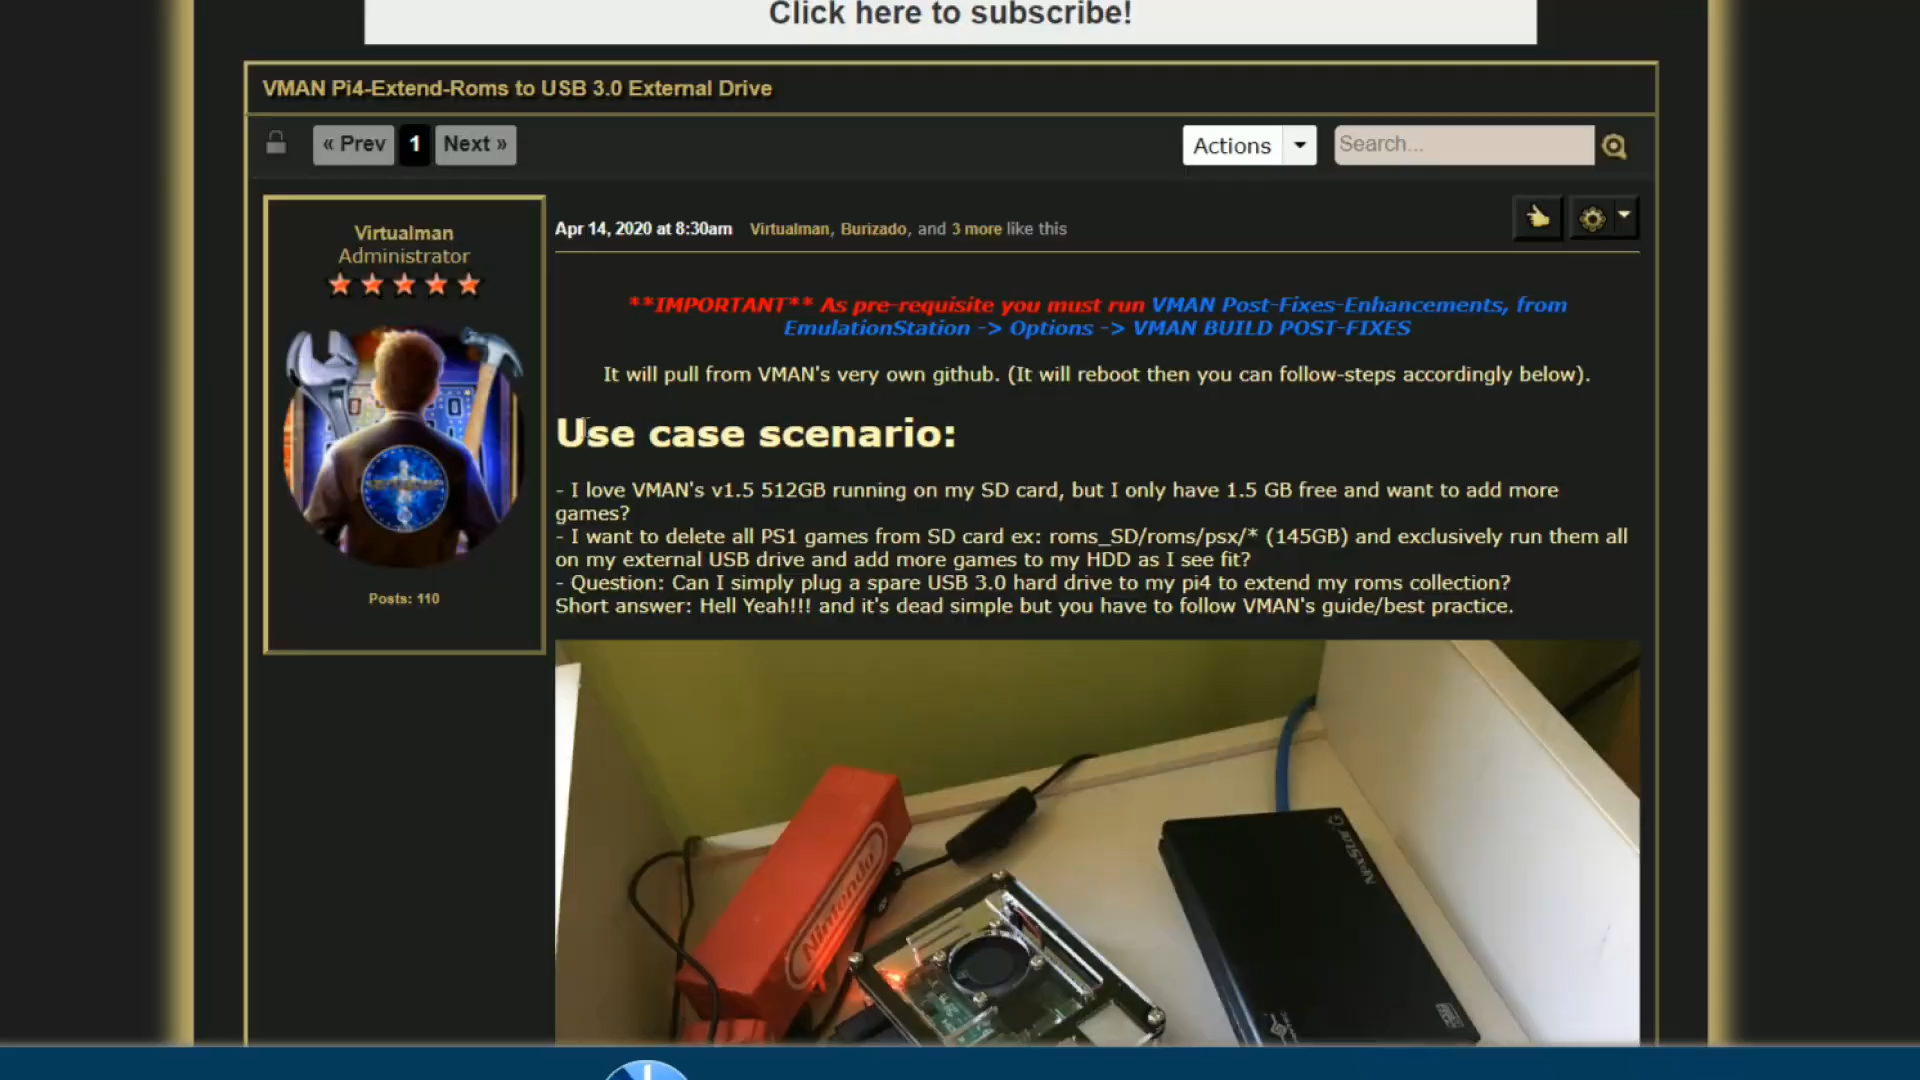 Click here to subscribe!
VMAN Pi4-Extend-Roms to USB 3.0 External Drive
« Prev 1 Next » Actions Search...
Virtualman
Administrator
Posts: 110
Apr 14, 2020 at 8:30am Virtualman, Burizado, and 3 more like this
**IMPORTANT** As pre-requisite you must run VMAN Post-Fixes-Enhancements, from
EmulationStation -> Options -> VMAN BUILD POST-FIXES
It will pull from VMAN's very own github. (It will reboot then you can follow-steps accordingly below).
Use case scenario:
- I love VMAN's v1.5 512GB running on my SD card, but I only have 1.5 GB free and want to add more
games?
- I want to delete all PS1 games from SD card ex: roms_SD/roms/psx/* (145GB) and exclusively run them all
on my external USB drive and add more games to my HDD as I see fit?
- Question: Can I simply plug a spare USB 3.0 hard drive to my pi4 to extend my roms collection?
Short answer: Hell Yeah!!! and it's dead simple but you have to follow VMAN's guide/best practice.
Nintendo